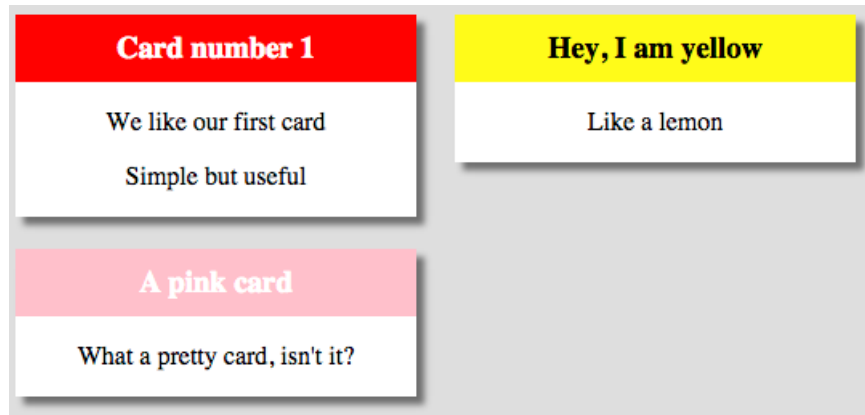 Card number 1
We like our first card
Simple but useful
Hey, I am yellow
Like a lemon
A pink card
What a pretty card, isn't it?